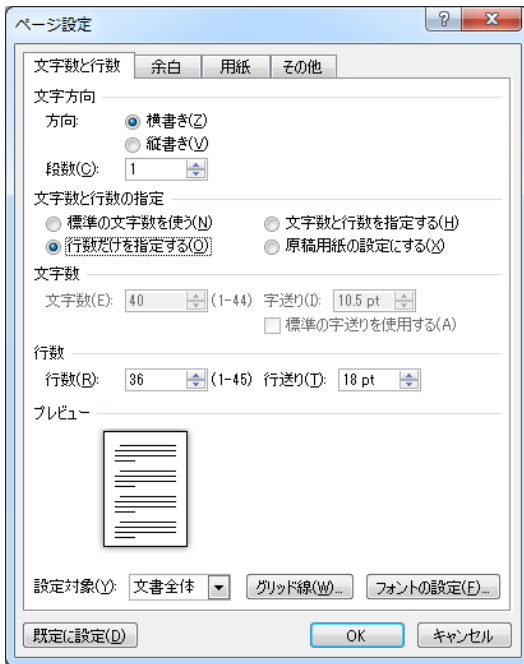 ページ設定
文字数と行数 余白 用紙 その他
文字方向
方向: 横書き(Z)
縦書き(V)
段数(C): 1
文字数と行数の指定
標準の文字数を使う(N) 文字数と行数を指定する(H)
行数だけを指定する(O) 原稿用紙の設定にする(X)
文字数
文字数(E): 40 (1-44) 字送り(I): 10.5 pt
標準の字送りを使用する(A)
行数
行数(R): 36 (1-45) 行送り(T): 18 pt
プレビュー
設定対象(Y): 文書全体 グリッド線(W)... フォントの設定(F)...
既定に設定(D) OK キャンセル